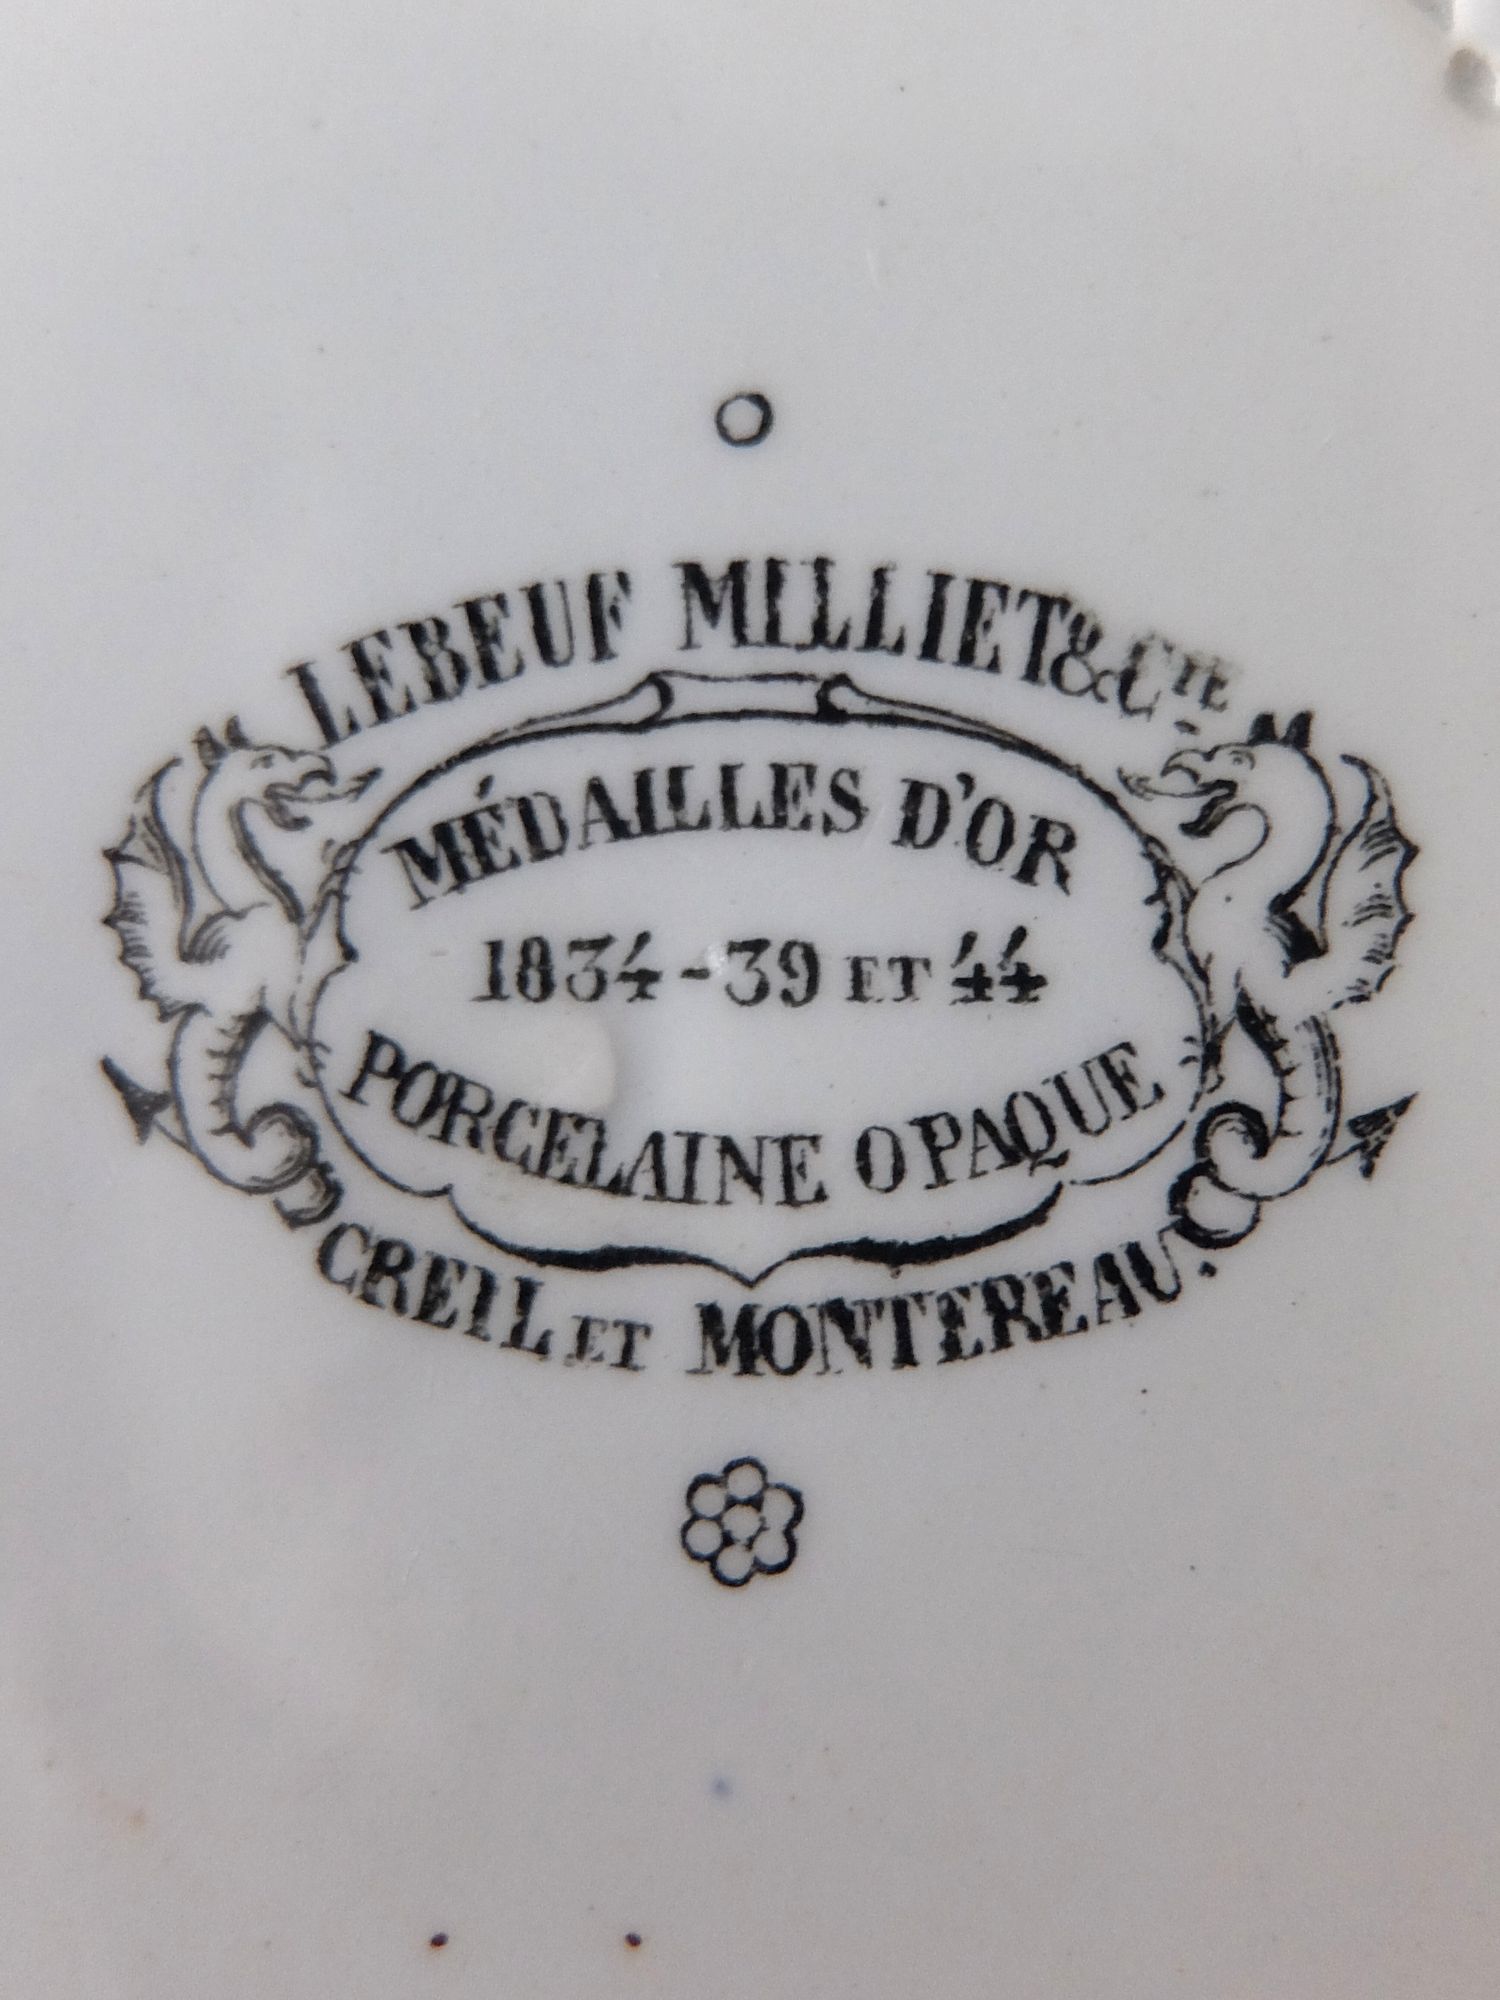 LEBEUF MILLIET & CIE
MÉDAILLES D'OR
1834-39 ET 44
PORCELAINE OPAQUE
CREIL ET MONTEREAU.